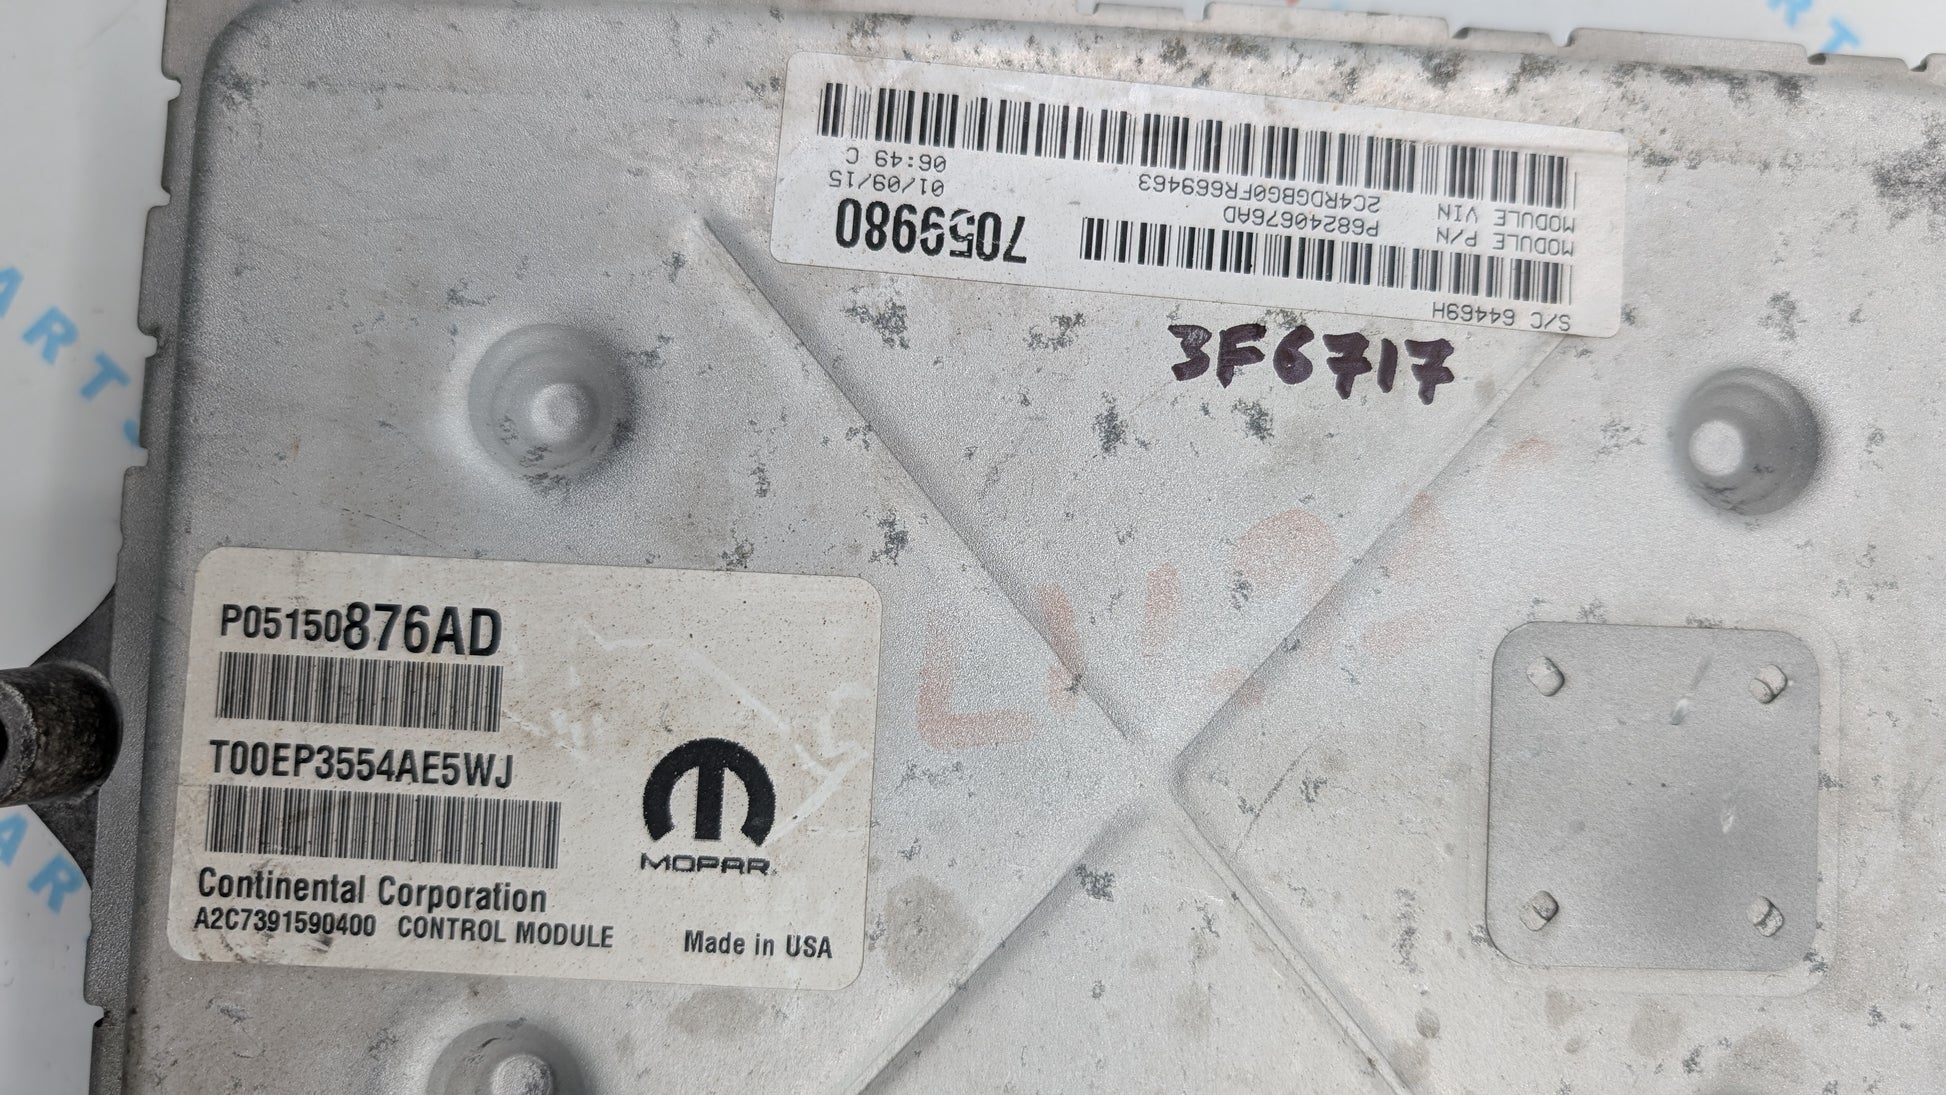 06:49 C
01/09/15
7059980
2C4RDGBG0FR669463
MODULE VIN
P68240676AD
MODULE P/N
S/C 64469H
3F6717
P05150876AD
T00EP3554AE5WJ
MOPAR
Continental Corporation
A2C7391590400 CONTROL MODULE
Made in USA